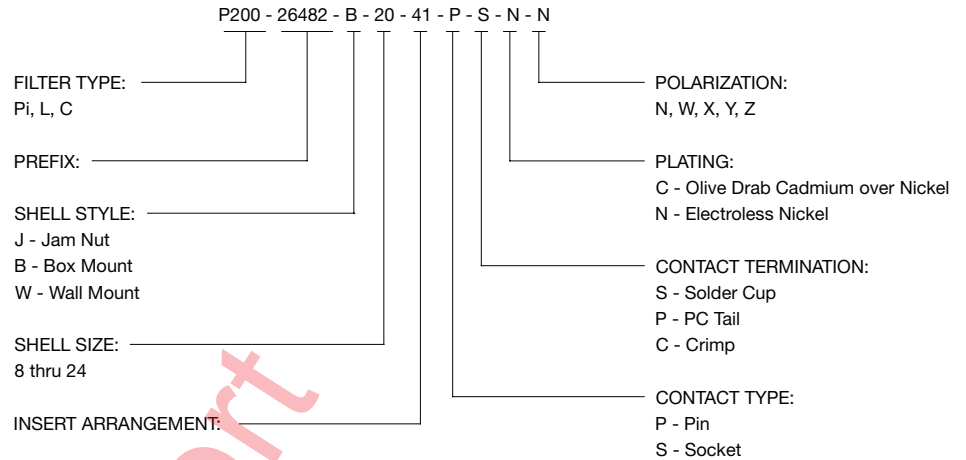 P200 - 26482 - B - 20 - 41 - P - S - N - N
FILTER TYPE:
Pi, L, C
PREFIX:
SHELL STYLE:
J - Jam Nut
B - Box Mount
W - Wall Mount
SHELL SIZE:
8 thru 24
INSERT ARRANGEMENT:
POLARIZATION:
N, W, X, Y, Z
PLATING:
C - Olive Drab Cadmium over Nickel
N - Electroless Nickel
CONTACT TERMINATION:
S - Solder Cup
P - PC Tail
C - Crimp
CONTACT TYPE:
P - Pin
S - Socket